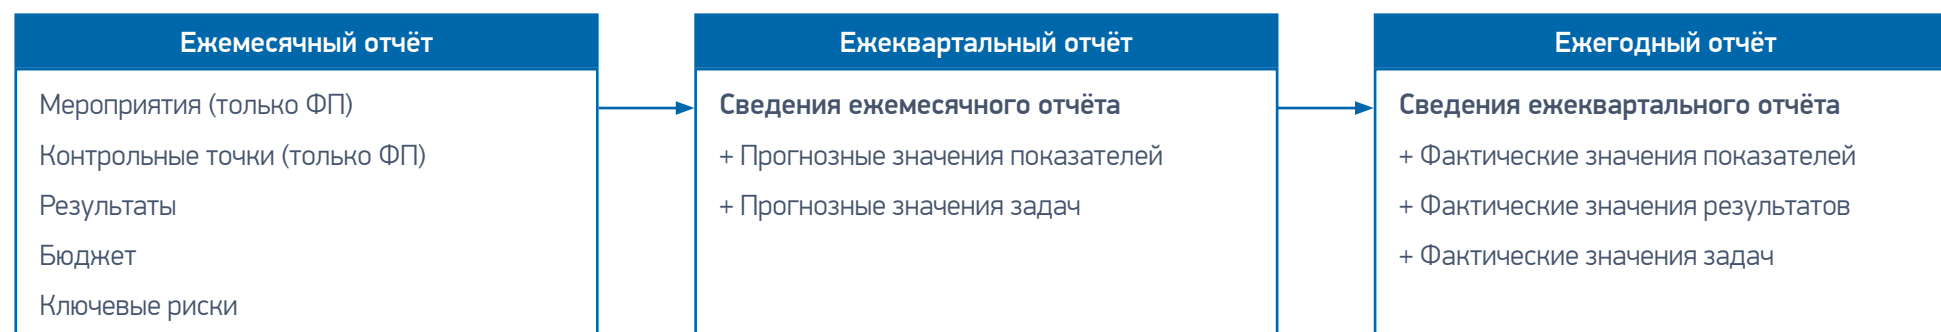 Ежемесячный отчёт
Мероприятия (только ФП)
Контрольные точки (только ФП)
Результаты
Бюджет
Ключевые риски
Ежеквартальный отчёт
Сведения ежемесячного отчёта
+ Прогнозные значения показателей
+ Прогнозные значения задач
Ежегодный отчёт
Сведения ежеквартального отчёта
+ Фактические значения показателей
+ Фактические значения результатов
+ Фактические значения задач